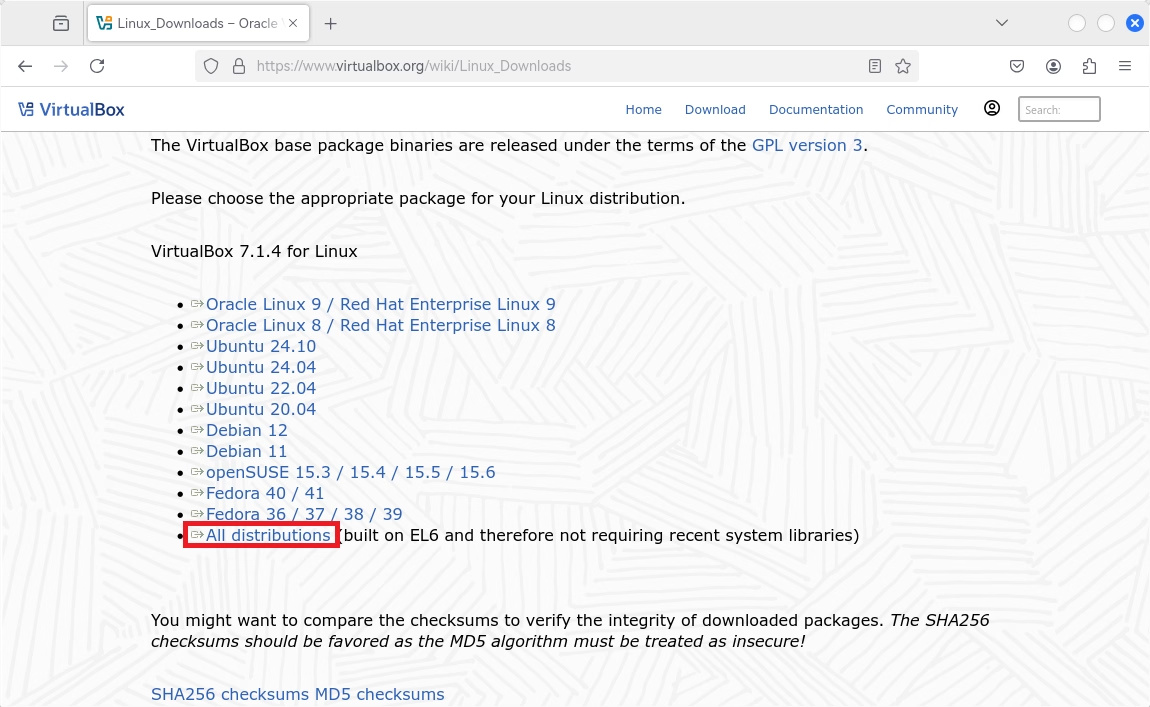 Linux_Downloads – Oracle
https://www.virtualbox.org/wiki/Linux_Downloads
VirtualBox
Home Download Documentation Community Search:
The VirtualBox base package binaries are released under the terms of the GPL version 3.
Please choose the appropriate package for your Linux distribution.
VirtualBox 7.1.4 for Linux
Oracle Linux 9 / Red Hat Enterprise Linux 9
Oracle Linux 8 / Red Hat Enterprise Linux 8
Ubuntu 24.10
Ubuntu 24.04
Ubuntu 22.04
Ubuntu 20.04
Debian 12
Debian 11
openSUSE 15.3 / 15.4 / 15.5 / 15.6
Fedora 40 / 41
Fedora 36 / 37 / 38 / 39
All distributions (built on EL6 and therefore not requiring recent system libraries)
You might want to compare the checksums to verify the integrity of downloaded packages. The SHA256
checksums should be favored as the MD5 algorithm must be treated as insecure!
SHA256 checksums MD5 checksums